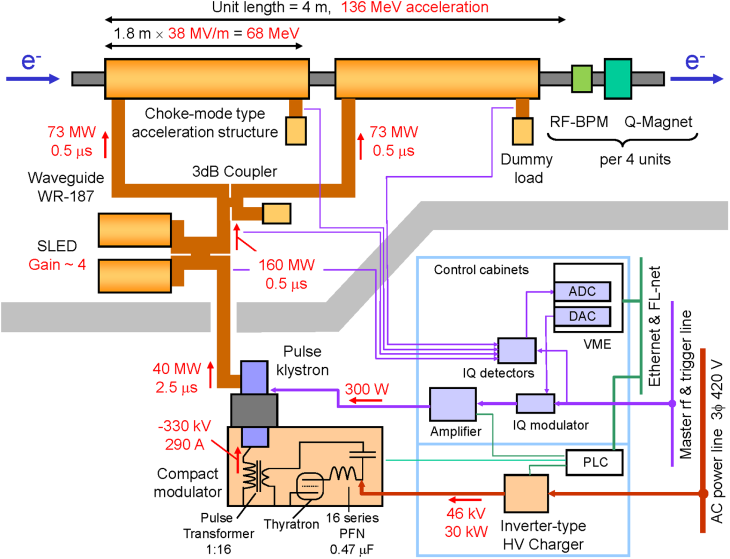 Unit length = 4 m, 136 MeV acceleration
1.8 m × 38 MV/m = 68 MeV
e-
e-
Choke-mode type
acceleration structure
73 MW
0.5 μs
73 MW
0.5 μs
RF-BPM
Q-Magnet
per 4 units
Dummy
load
3dB Coupler
Waveguide
WR-187
SLED
Gain ~ 4
160 MW
0.5 μs
Control cabinets
ADC
DAC
VME
IQ detectors
IQ modulator
Amplifier
300 W
Pulse
klystron
40 MW
2.5 μs
-330 kV
290 A
Compact
modulator
Pulse
Transformer
1:16
Thyratron
16 series
PFN
0.47 μF
46 kV
30 kW
PLC
Inverter-type
HV Charger
Ethernet & FL-net
Master rf & trigger line
AC power line 3ϕ 420 V